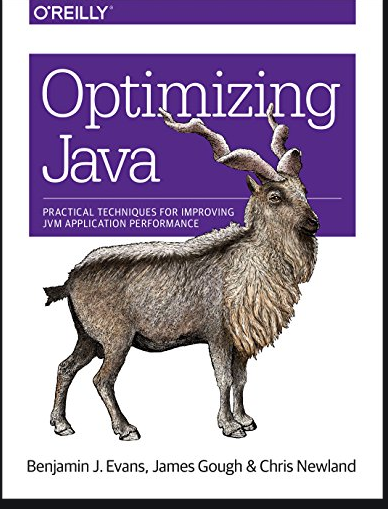 O'REILLY®
Optimizing
Java
PRACTICAL TECHNIQUES FOR IMPROVING
JVM APPLICATION PERFORMANCE
Benjamin J. Evans, James Gough & Chris Newland